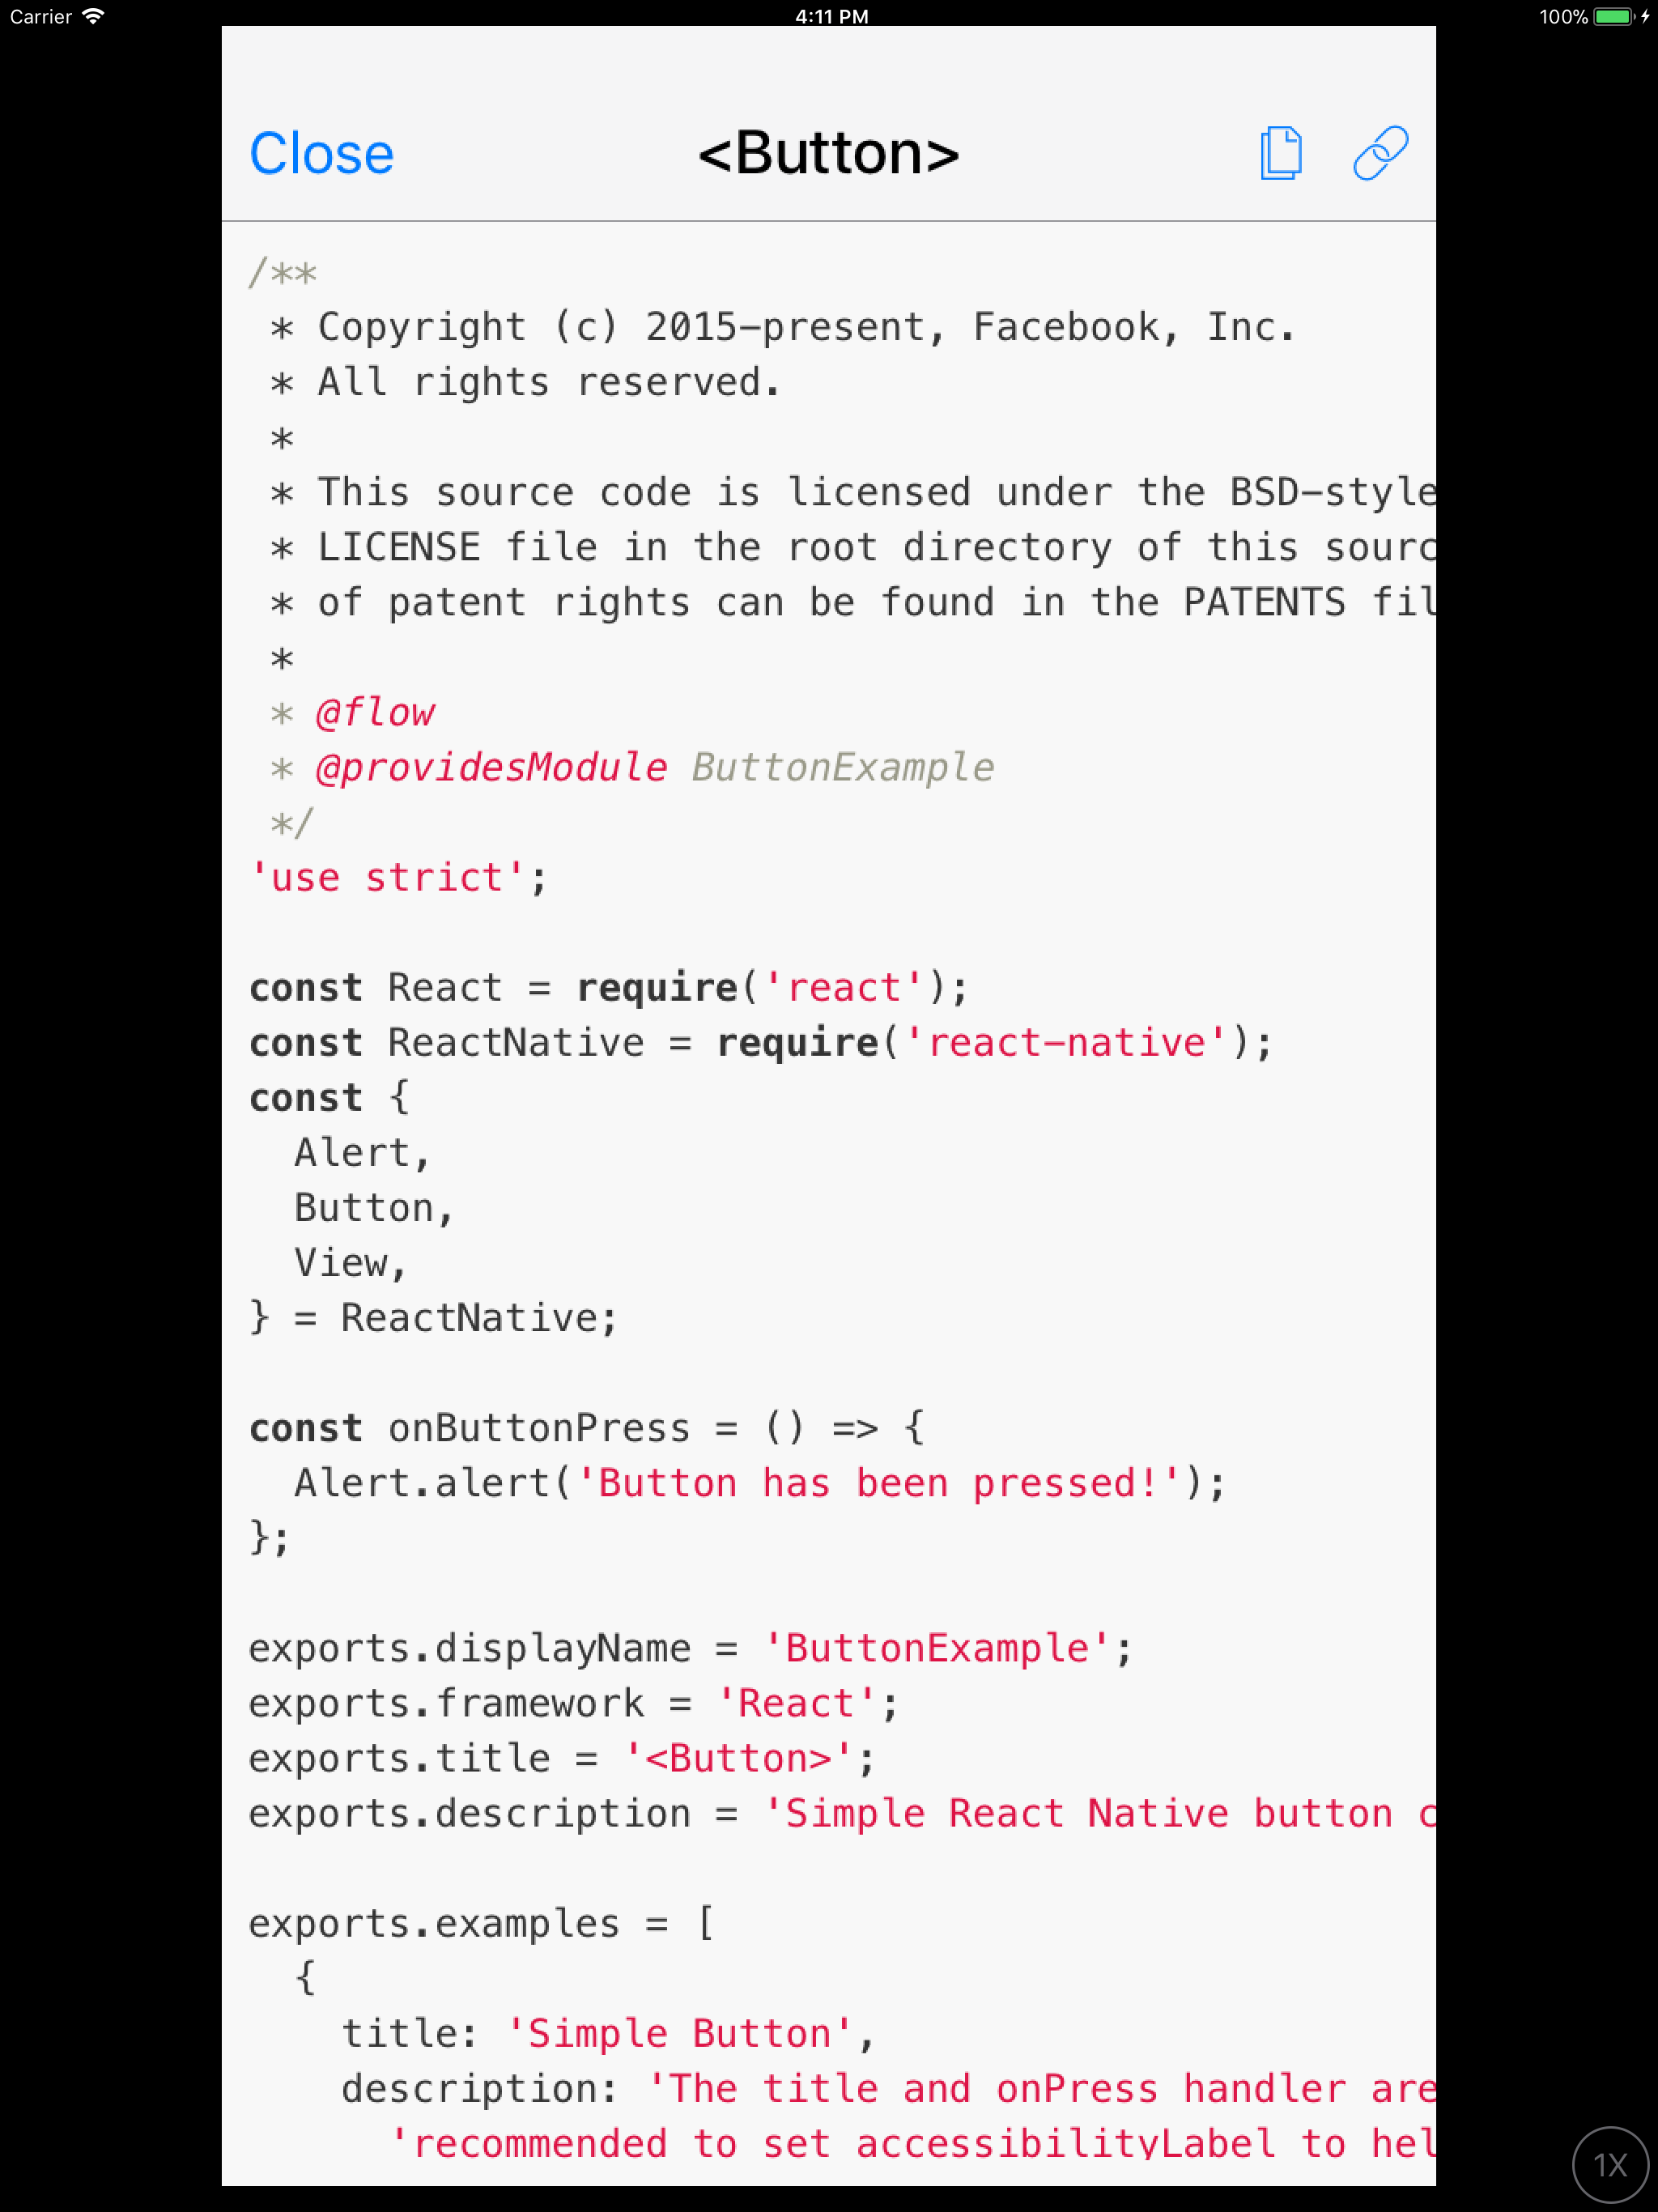 Carrier 4:11 PM 100%
Close <Button>
/**
 * Copyright (c) 2015-present, Facebook, Inc.
 * All rights reserved.
 *
 * This source code is licensed under the BSD-style
 * LICENSE file in the root directory of this sourc
 * of patent rights can be found in the PATENTS fil
 *
 * @flow
 * @providesModule ButtonExample
 */
'use strict';

const React = require('react');
const ReactNative = require('react-native');
const {
  Alert,
  Button,
  View,
} = ReactNative;

const onButtonPress = () => {
  Alert.alert('Button has been pressed!');
};

exports.displayName = 'ButtonExample';
exports.framework = 'React';
exports.title = '<Button>';
exports.description = 'Simple React Native button c

exports.examples = [
  {
    title: 'Simple Button',
    description: 'The title and onPress handler are
      'recommended to set accessibilityLabel to hel
1X